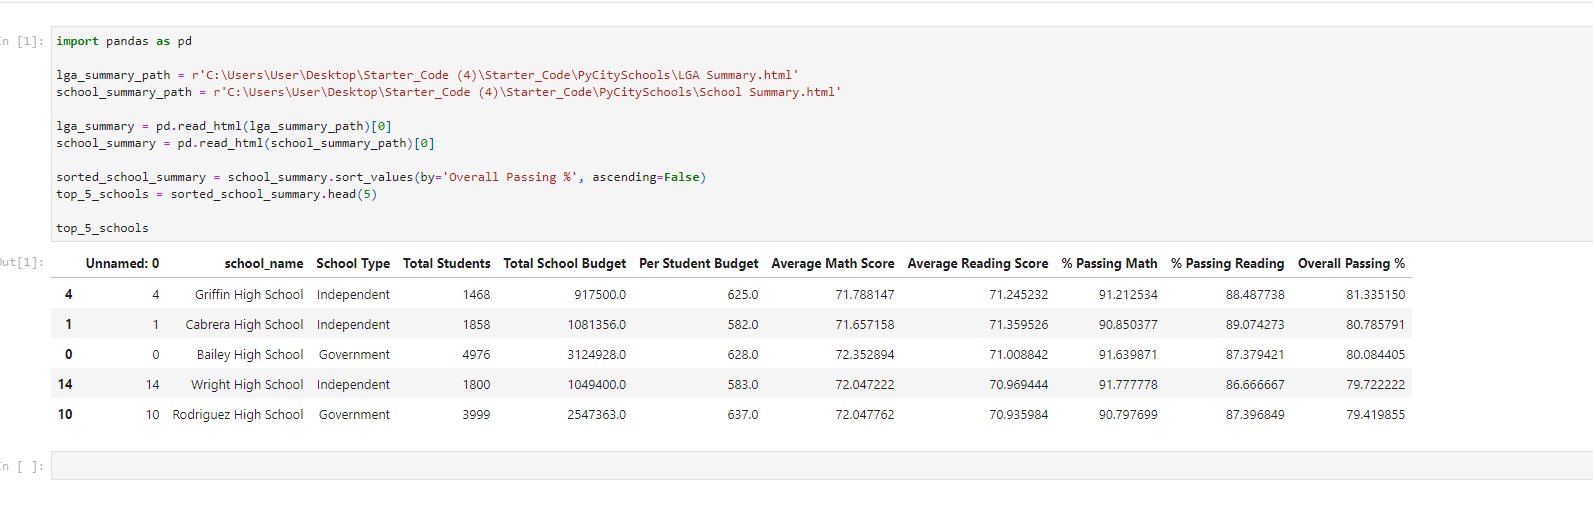 n [1]:
import pandas as pd
lga_summary_path = r'C:\Users\User\Desktop\Starter_Code (4)\Starter_Code\PyCitySchools\LGA Summary.html'
school_summary_path = r'C:\Users\User\Desktop\Starter_Code (4)\Starter_Code\PyCitySchools\School Summary.html'
lga_summary = pd.read_html(lga_summary_path)[0]
school_summary = pd.read_html(school_summary_path)[0]
sorted_school_summary = school_summary.sort_values(by='Overall Passing %', ascending=False)
top_5_schools = sorted_school_summary.head(5)
top_5_schools
Out[1]:
Unnamed: 0 school_name School Type Total Students Total School Budget Per Student Budget Average Math Score Average Reading Score % Passing Math % Passing Reading Overall Passing %
4 4 Griffin High School Independent 1468 917500.0 625.0 71.788147 71.245232 91.212534 88.487738 81.335150
1 1 Cabrera High School Independent 1858 1081356.0 582.0 71.657158 71.359526 90.850377 89.074273 80.785791
0 0 Bailey High School Government 4976 3124928.0 628.0 72.352894 71.008842 91.639871 87.379421 80.084405
14 14 Wright High School Independent 1800 1049400.0 583.0 72.047222 70.969444 91.777778 86.666667 79.722222
10 10 Rodriguez High School Government 3999 2547363.0 637.0 72.047762 70.935984 90.797699 87.396849 79.419855
n [ ]: